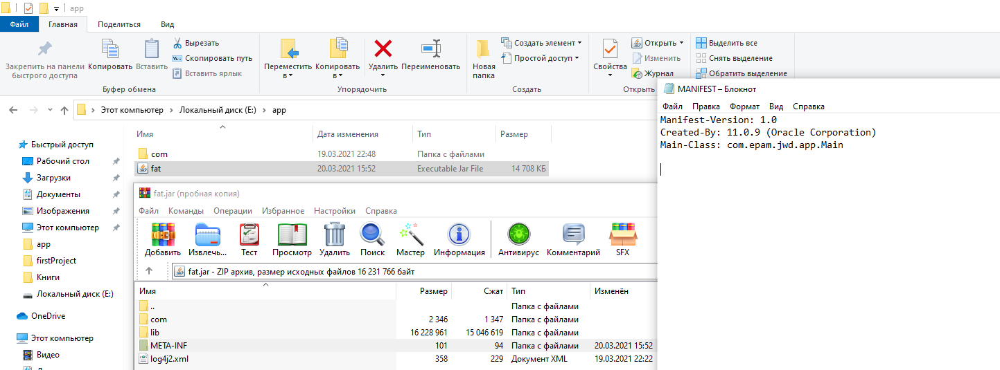 app
Файл Главная Поделиться Вид
Закрепить на панели быстрого доступа
Копировать
Вставить
Вырезать
Скопировать путь
Вставить ярлык
Буфер обмена
Переместить в
Копировать в
Удалить
Переименовать
Упорядочить
Новая папка
Создать элемент
Простой доступ
Создать
Свойства
Открыть
Изменить
Журнал
Открыть
Выделить все
Снять выделение
Обратить выделение
Этот компьютер Локальный диск (E:) app
Быстрый доступ
Рабочий стол
Загрузки
Документы
Изображения
Этот компьютер
app
firstProject
Книги
Локальный диск (E:)
OneDrive
Этот компьютер
Видео
Имя Дата изменения Тип Размер
com 19.03.2021 22:48 Папка с файлами
fat 20.03.2021 15:52 Executable Jar File 14 708 КБ
fat.jar (пробная копия)
Файл Команды Операции Избранное Настройки Справка
Добавить Извлечь... Тест Просмотр Удалить Поиск Мастер Информация Антивирус Комментарий SFX
fat.jar - ZIP архив, размер исходных файлов 16 231 766 байт
Имя Размер Сжат Тип Изменён
.. Папка с файлами
com 2 346 1 347 Папка с файлами
lib 16 228 961 15 046 619 Папка с файлами
META-INF 101 94 Папка с файлами 20.03.2021 15:52
log4j2.xml 358 229 Документ XML 19.03.2021 22:22
MANIFEST – Блокнот
Файл Правка Формат Вид Справка
Manifest-Version: 1.0
Created-By: 11.0.9 (Oracle Corporation)
Main-Class: com.epam.jwd.app.Main